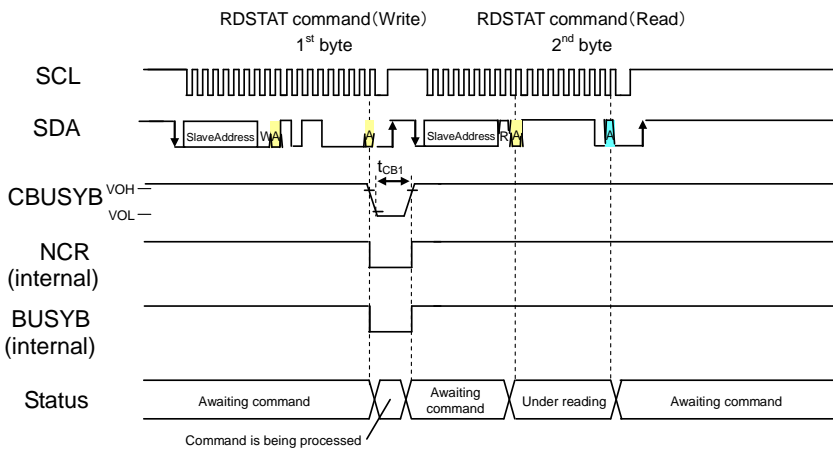 RDSTAT command（Write） RDSTAT command（Read）
1st byte 2nd byte
SCL
SDA SlaveAddress W A A SlaveAddress R A A
tCB1
CBUSYB VOH
VOL
NCR
(internal)
BUSYB
(internal)
Status Awaiting command Awaiting command Under reading Awaiting command
Command is being processed